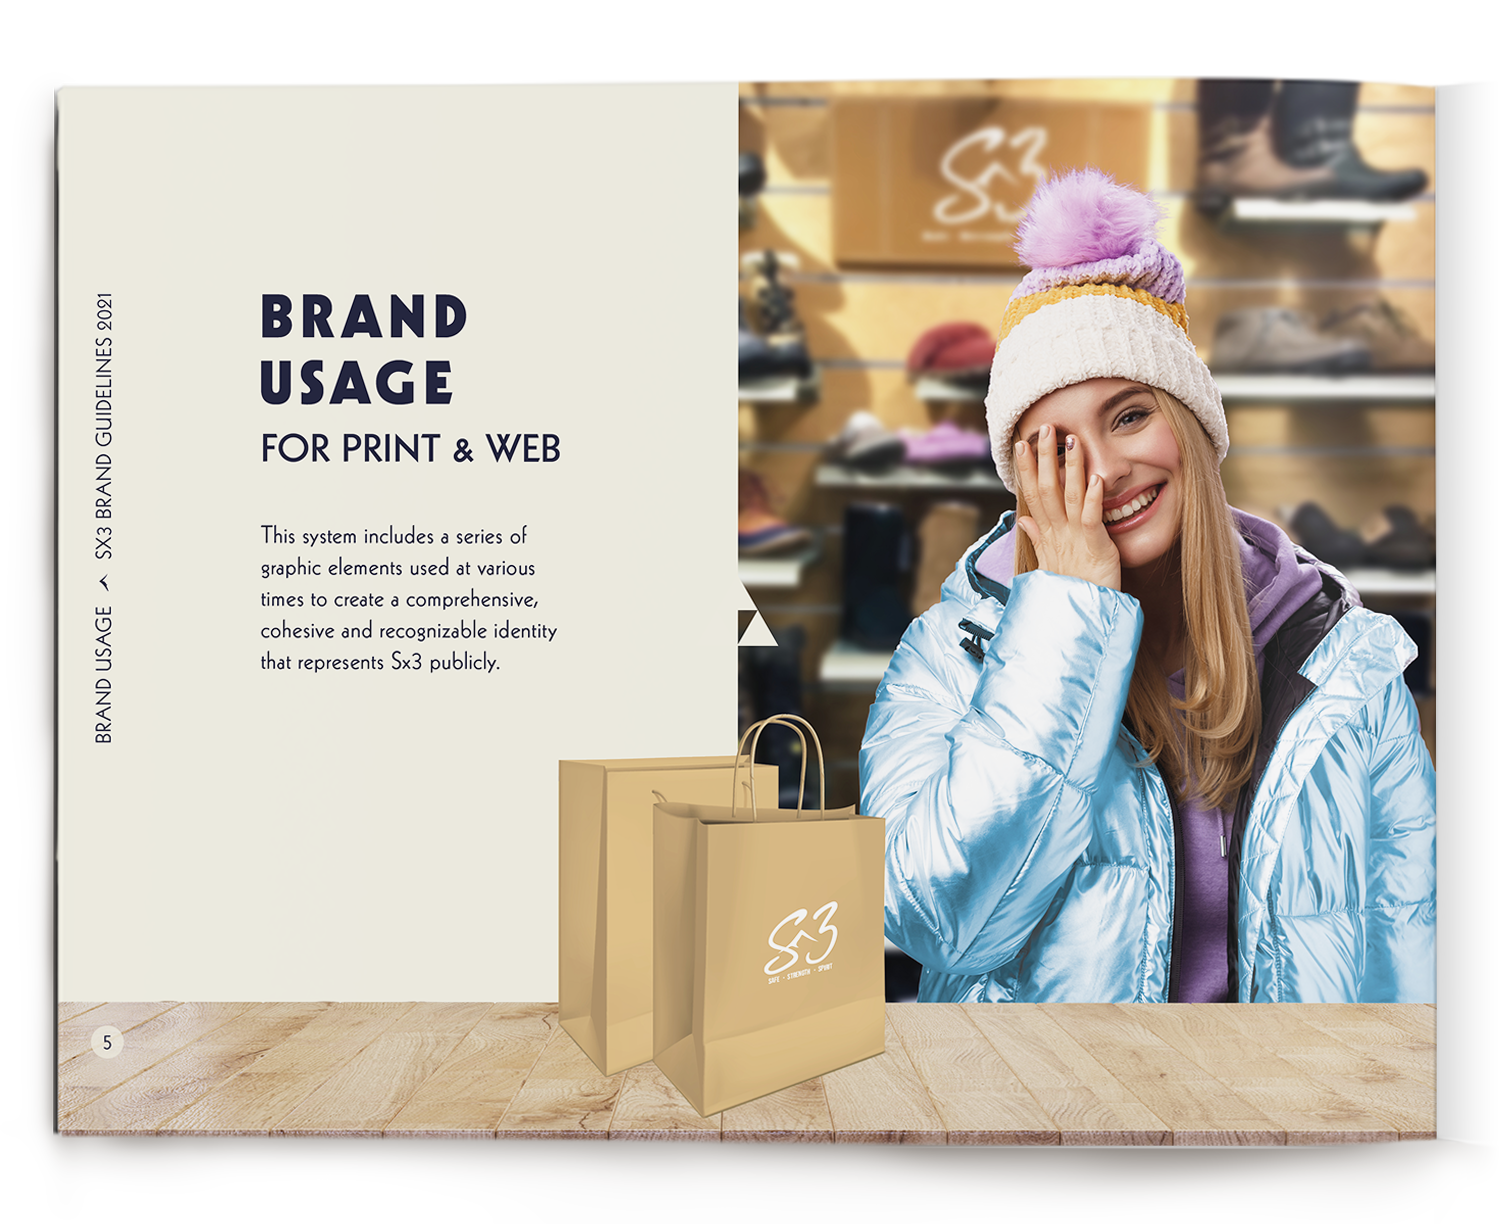 BRAND USAGE SX3 BRAND GUIDELINES 2021
BRAND
USAGE
FOR PRINT & WEB
This system includes a series of
graphic elements used at various
times to create a comprehensive,
cohesive and recognizable identity
that represents Sx3 publicly.
Sx3
Sx3
SAFE - STRENGTH - SPORT
5